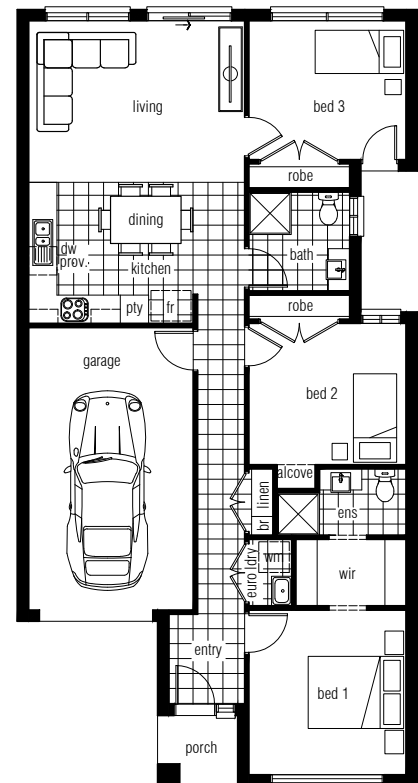 living
bed 3
robe
dining
dw
prov.
kitchen
bath
pty
fr
robe
garage
bed 2
alcove
linen
br
ens
euro ldry
wm
wir
entry
bed 1
porch